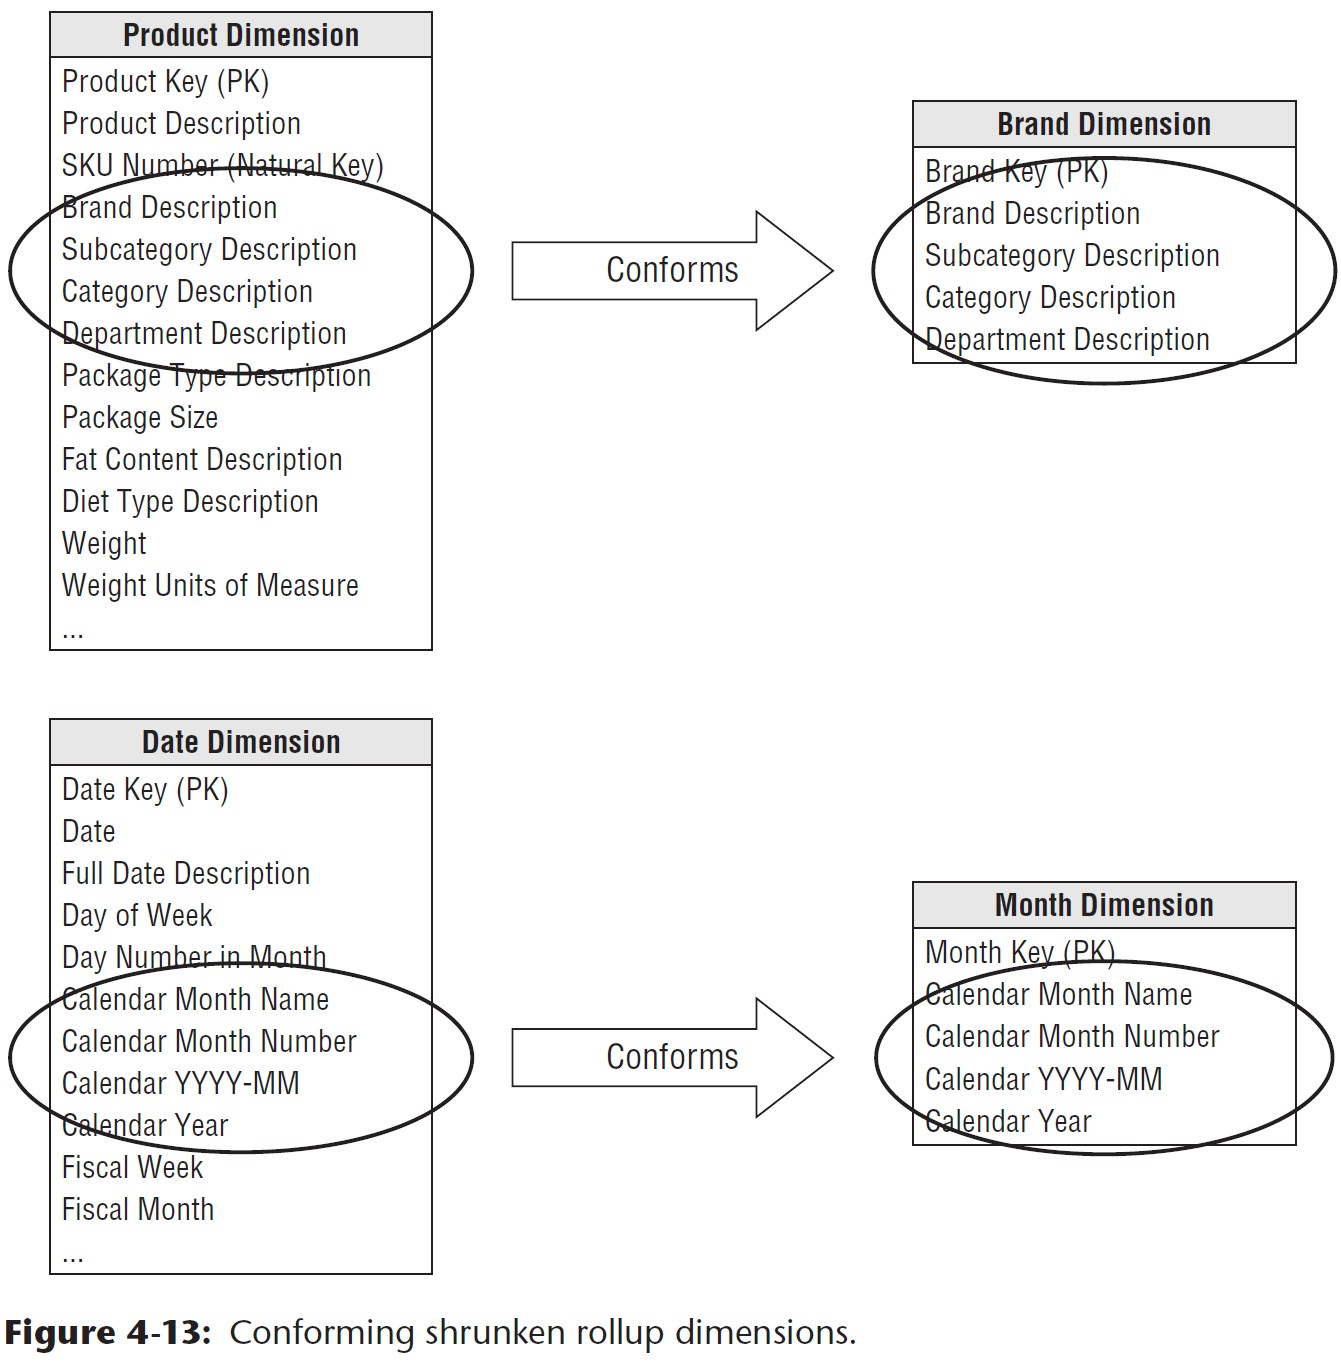 Product Dimension
Product Key (PK)
Product Description
SKU Number (Natural Key)
Brand Description
Subcategory Description
Category Description
Department Description
Package Type Description
Package Size
Fat Content Description
Diet Type Description
Weight
Weight Units of Measure
...
Conforms
Brand Dimension
Brand Key (PK)
Brand Description
Subcategory Description
Category Description
Department Description
Date Dimension
Date Key (PK)
Date
Full Date Description
Day of Week
Day Number in Month
Calendar Month Name
Calendar Month Number
Calendar YYYY-MM
Calendar Year
Fiscal Week
Fiscal Month
...
Conforms
Month Dimension
Month Key (PK)
Calendar Month Name
Calendar Month Number
Calendar YYYY-MM
Calendar Year
Figure 4-13: Conforming shrunken rollup dimensions.